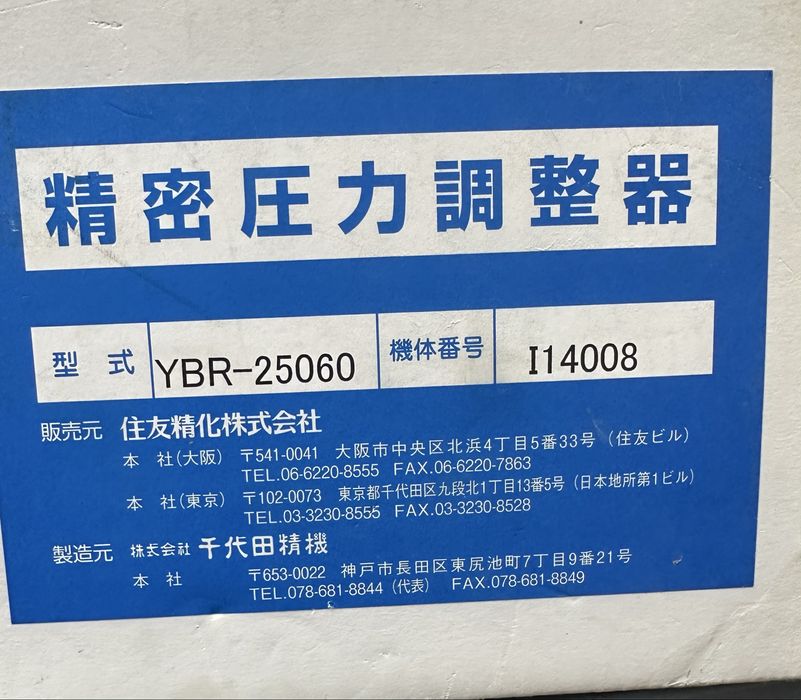 精密圧力調整器
型式 YBR-25060 機体番号 I14008
販売元 住友精化株式会社
本社(大阪) 〒541-0041 大阪市中央区北浜4丁目5番33号(住友ビル)
TEL.06-6220-8555 FAX.06-6220-7863
本社(東京) 〒102-0073 東京都千代田区九段北1丁目13番5号(日本地所第1ビル)
TEL.03-3230-8555 FAX.03-3230-8528
製造元 株式会社 千代田精機
本社 〒653-0022 神戸市長田区東尻池町7丁目9番21号
TEL.078-681-8844(代表) FAX.078-681-8849